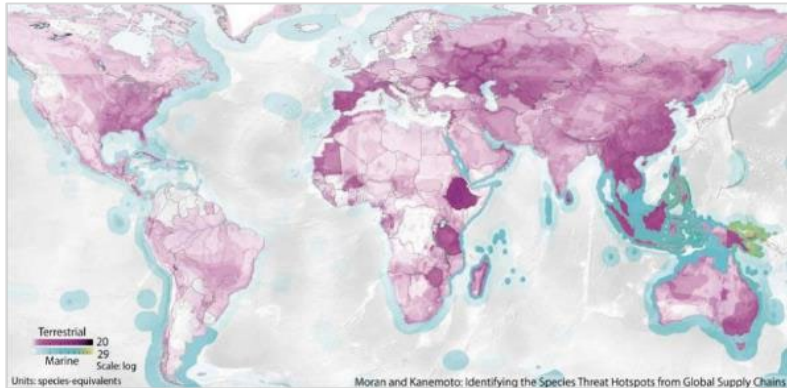 Terrestrial
20
29
Marine
Scale: log
Units: species-equivalents
Moran and Kanemoto: Identifying the Species Threat Hotspots from Global Supply Chains